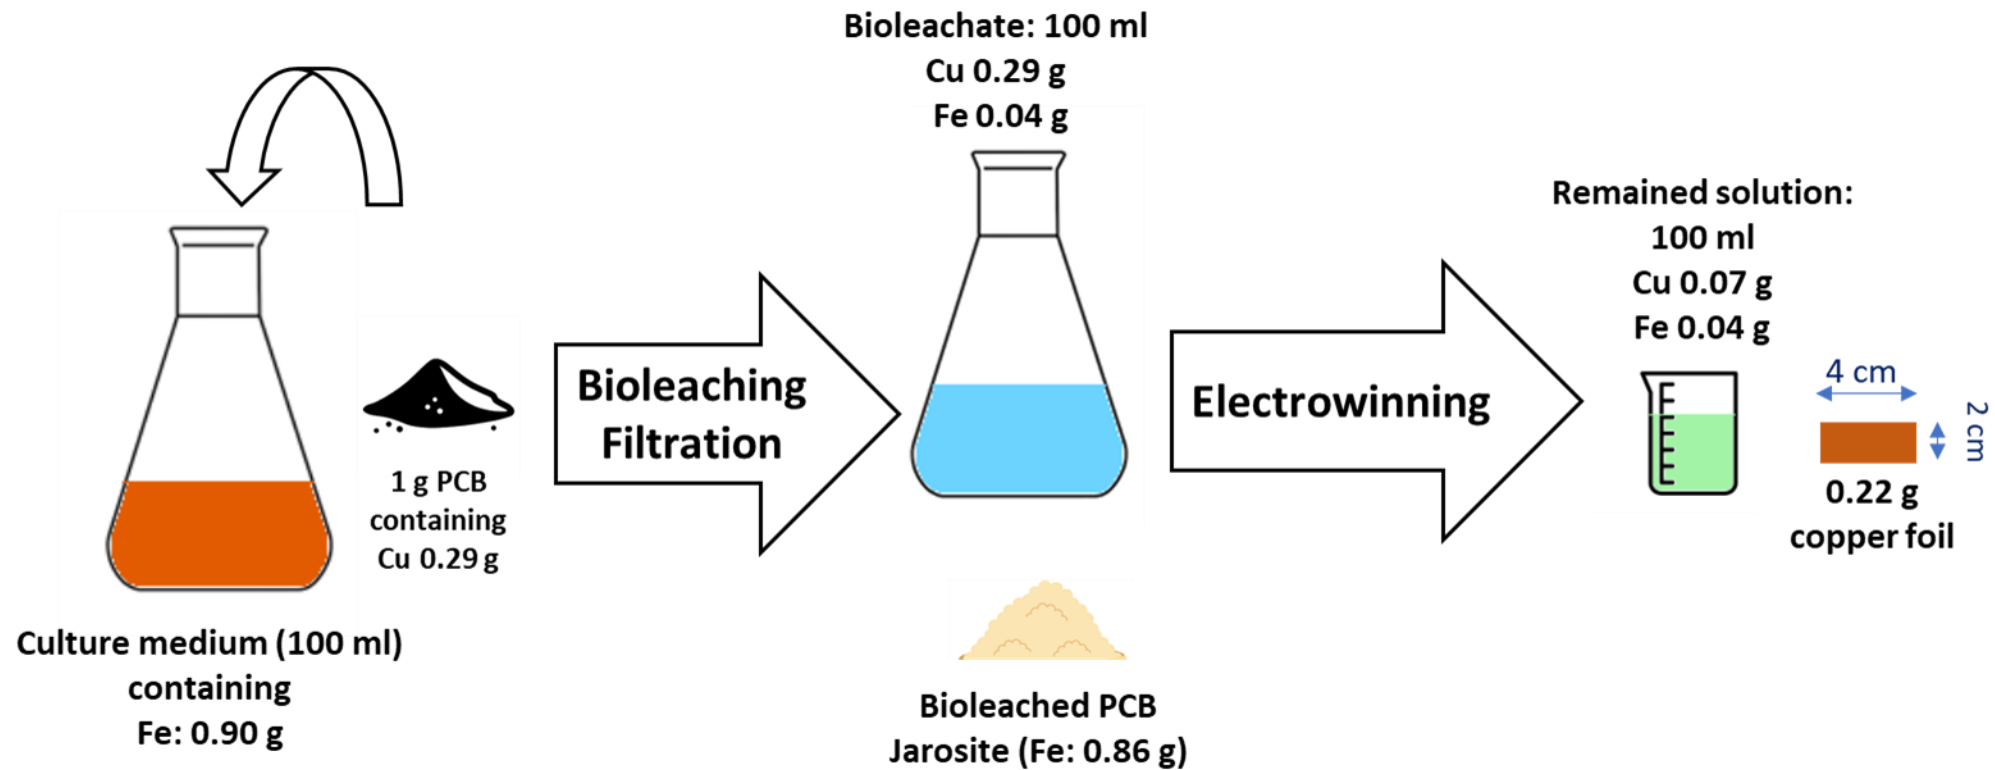 Culture medium (100 ml)
containing
Fe: 0.90 g
1 g PCB
containing
Cu 0.29 g
Bioleaching
Filtration
Bioleachate: 100 ml
Cu 0.29 g
Fe 0.04 g
Bioleached PCB
Jarosite (Fe: 0.86 g)
Electrowinning
Remained solution:
100 ml
Cu 0.07 g
Fe 0.04 g
4 cm
2 cm
0.22 g
copper foil